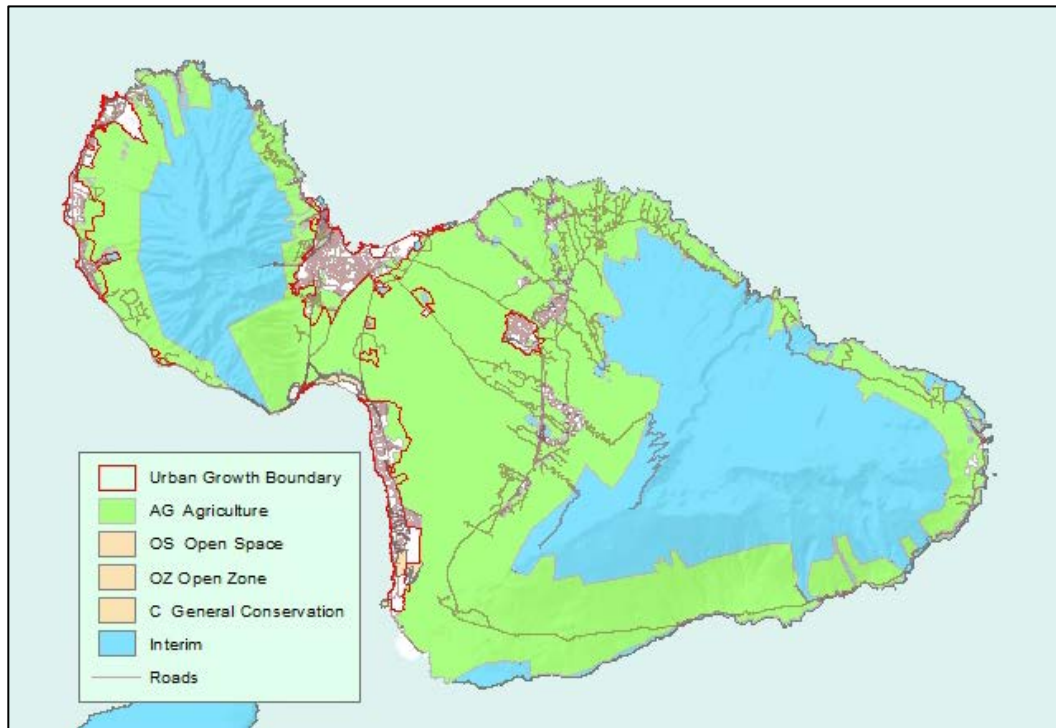 Urban Growth Boundary
AG Agriculture
OS Open Space
OZ Open Zone
C General Conservation
Interim
Roads